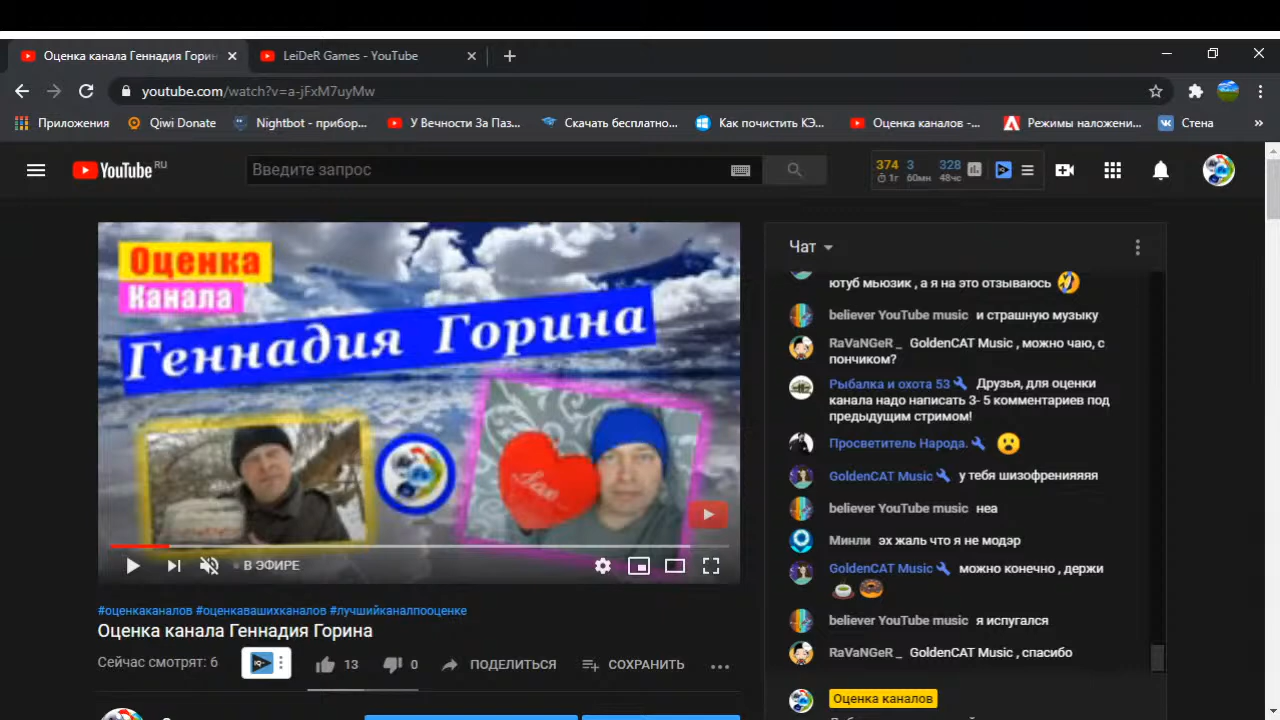 Оценка канала Геннадия Горин
LeiDeR Games - YouTube
youtube.com/watch?v=a-jFxM7uyMw
Приложения
Qiwi Donate
Nightbot - прибор...
У Вечности За Паз...
Скачать бесплатно...
Как почистить КЭ...
Оценка каналов -...
Режимы наложени...
Стена
»
YouTube RU
Введите запрос
374 3 328
1г 60мн 48чс
Оценка
Канала
Геннадия Горина
Love
В ЭФИРЕ
#оценкаканалов #оценкавашихканалов #лучшийканалпооценке
Оценка канала Геннадия Горина
Сейчас смотрят: 6
13
0
ПОДЕЛИТЬСЯ
СОХРАНИТЬ
Чат
ютуб мьюзик , а я на это отзываюсь 🤣
believer YouTube music и страшную музыку
RaVANGeR _ GoldenCAT Music , можно чаю, с
пончиком?
Рыбалка и охота 53 Друзья, для оценки
канала надо написать 3- 5 комментариев под
предыдущим стримом!
Просветитель Народа. 😮
GoldenCAT Music у тебя шизофренияяяя
believer YouTube music неа
Минли эх жаль что я не модэр
GoldenCAT Music можно конечно , держи
🍵 🍩
believer YouTube music я испугался
RaVANGeR _ GoldenCAT Music , спасибо
Оценка каналов